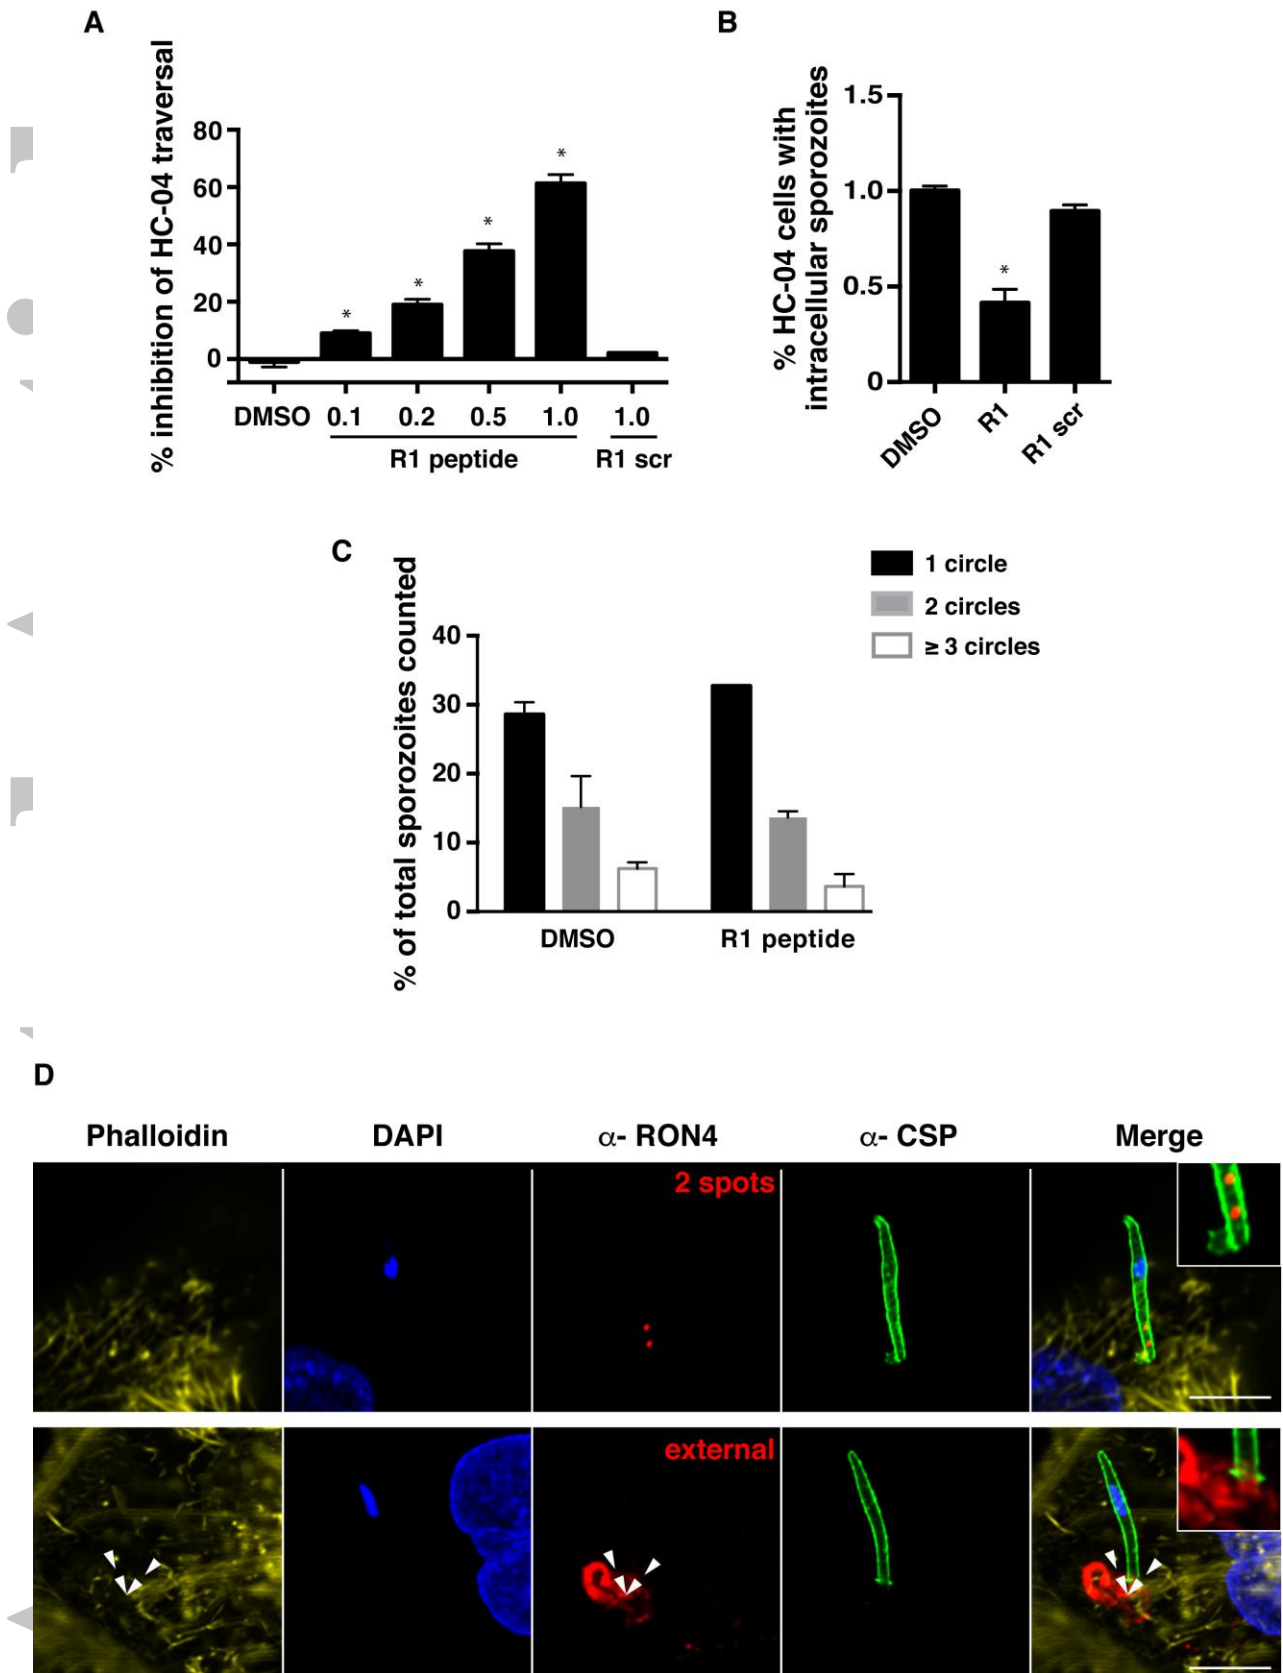 A
% inhibition of HC-04 traversal
80
60
40
20
0
DMSO 0.1 0.2 0.5 1.0 1.0
R1 peptide R1 scr
*
*
*
*
B
% HC-04 cells with
intracellular sporozoites
1.5
1.0
0.5
0
*
DMSO R1 R1 scr
C
% of total sporozoites counted
40
30
20
10
0
DMSO R1 peptide
1 circle
2 circles
≥ 3 circles
D
Phalloidin DAPI α- RON4 α- CSP Merge
2 spots
external